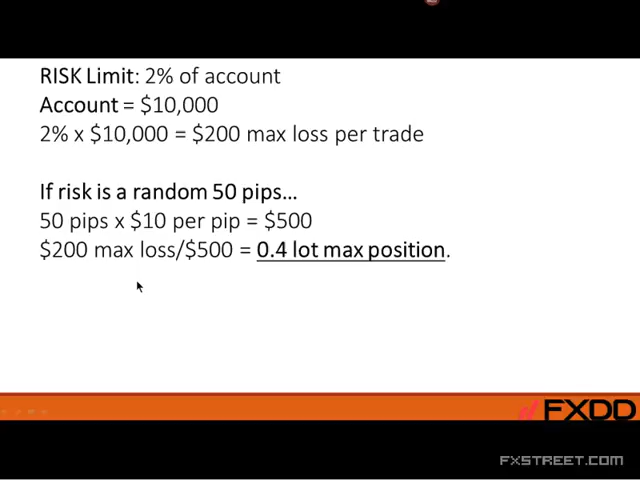 RISK Limit: 2% of account
Account = $10,000
2% x $10,000 = $200 max loss per trade
If risk is a random 50 pips...
50 pips x $10 per pip = $500
$200 max loss/$500 = 0.4 lot max position.
FXDD
FXSTREET.COM